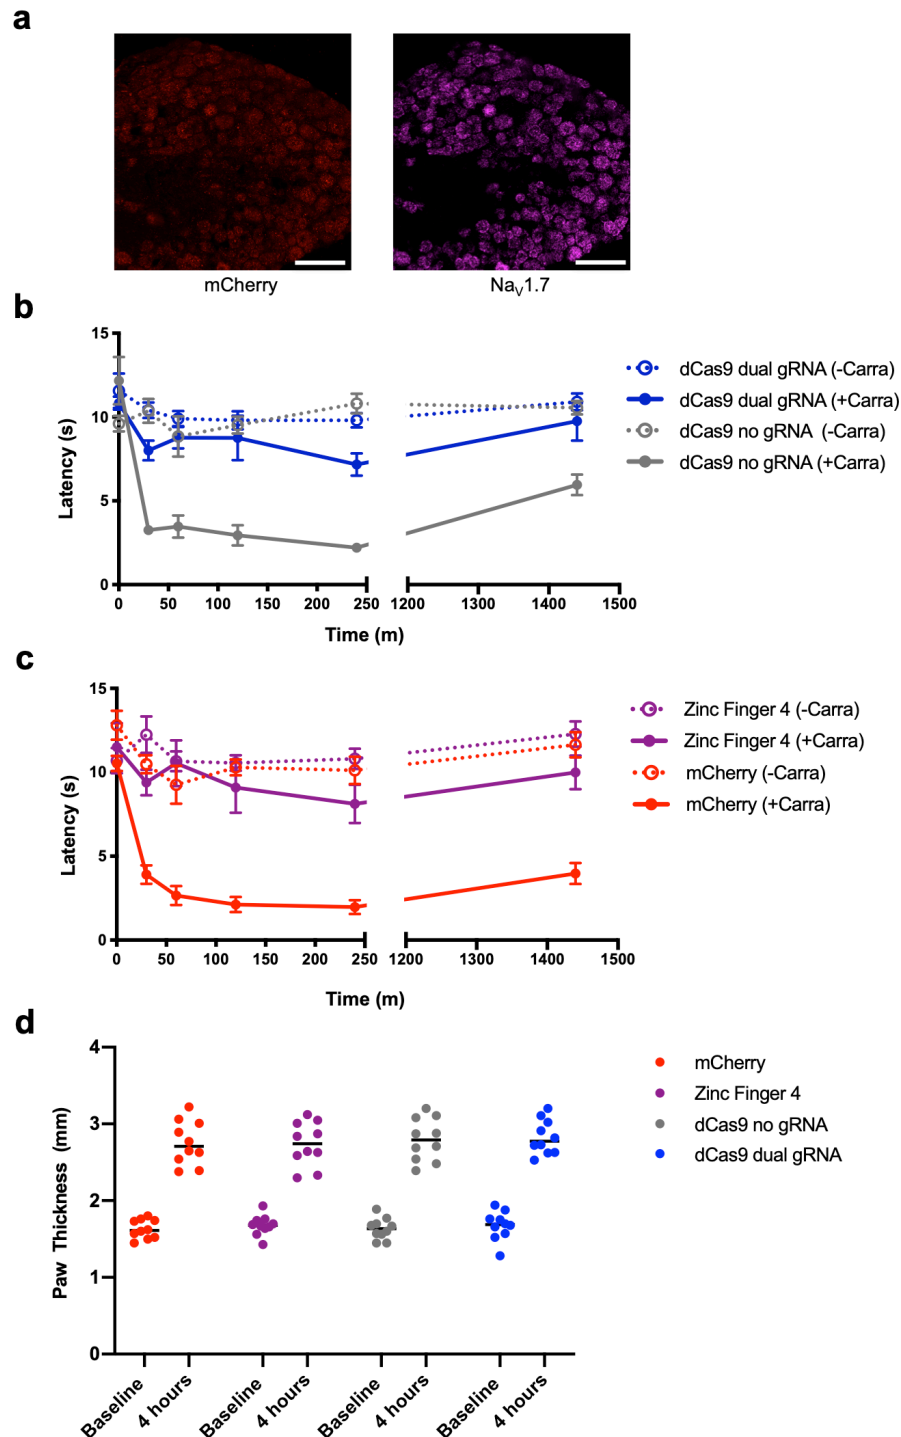 a
mCherry
NaV1.7
b
15
10
5
0
Latency (s)
0 50 100 150 200 250 1200 1300 1400 1500
Time (m)
dCas9 dual gRNA (-Carra)
dCas9 dual gRNA (+Carra)
dCas9 no gRNA (-Carra)
dCas9 no gRNA (+Carra)
c
15
10
5
0
Latency (s)
0 50 100 150 200 250 1200 1300 1400 1500
Time (m)
Zinc Finger 4 (-Carra)
Zinc Finger 4 (+Carra)
mCherry (-Carra)
mCherry (+Carra)
d
4
3
2
1
0
Paw Thickness (mm)
Baseline 4 hours Baseline 4 hours Baseline 4 hours Baseline 4 hours
mCherry
Zinc Finger 4
dCas9 no gRNA
dCas9 dual gRNA